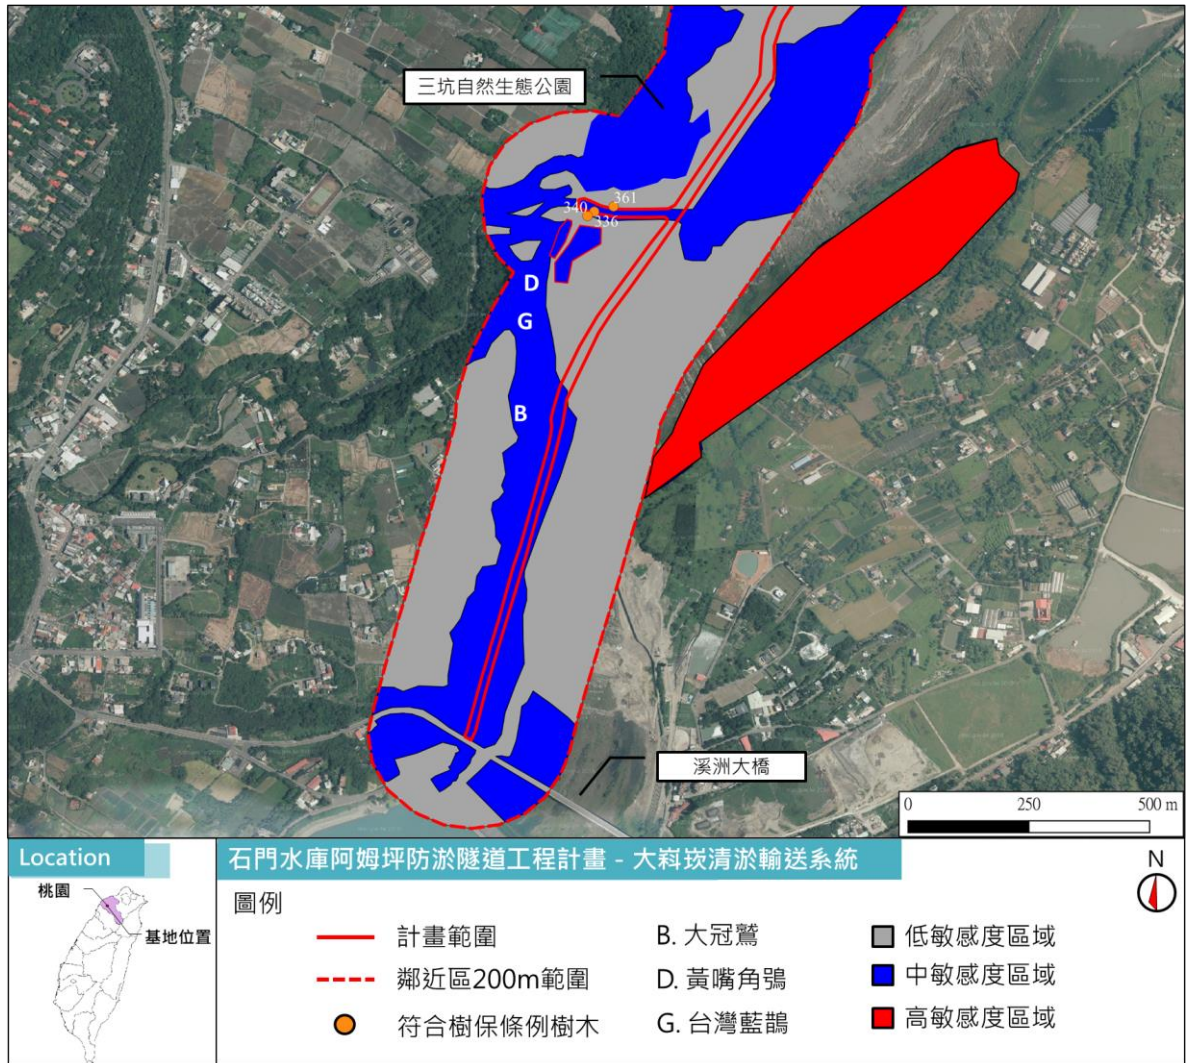 三坑自然生態公園
361
340
336
D
G
B
溪洲大橋
0 250 500 m
Location
桃園
基地位置
石門水庫阿姆坪防淤隧道工程計畫 - 大嵙崁清淤輸送系統
N
圖例
計畫範圍
B. 大冠鷲
低敏感度區域
鄰近區200m範圍
D. 黃嘴角鴞
中敏感度區域
符合樹保條例樹木
G. 台灣藍鵲
高敏感度區域